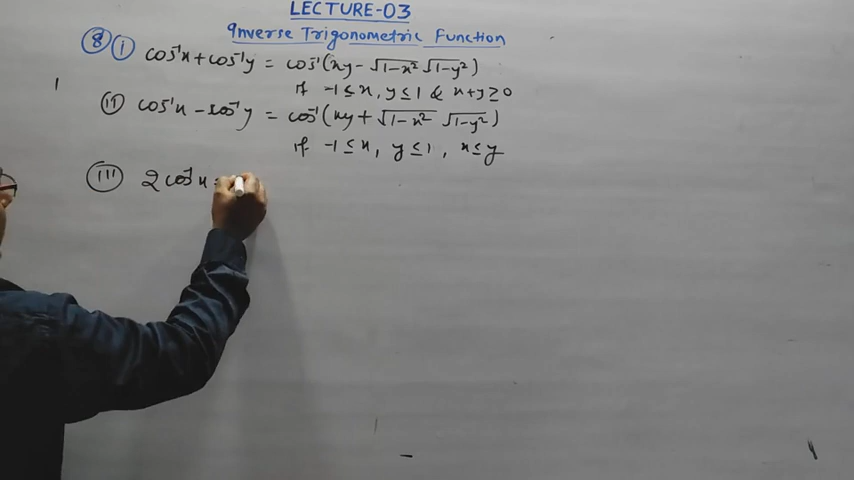 LECTURE-03
Inverse Trigonometric Function
⑧ ⓘ cos⁻¹x + cos⁻¹y = cos⁻¹(xy - √1-x² √1-y²)
if -1 ≤ x, y ≤ 1 & x+y ≥ 0
(ii) cos⁻¹x - cos⁻¹y = cos⁻¹(xy + √1-x² √1-y²)
if -1 ≤ x, y ≤ 1, x ≤ y
(iii) 2cos⁻¹x =